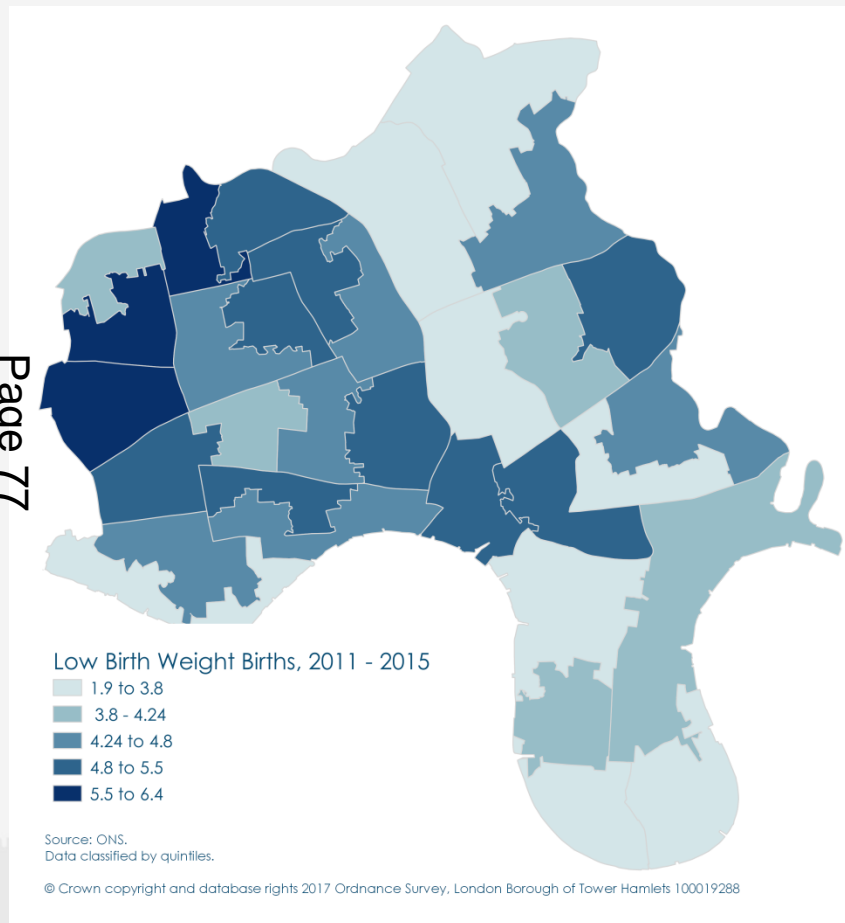 Page 77
Low Birth Weight Births, 2011 - 2015
1.9 to 3.8
3.8 - 4.24
4.24 to 4.8
4.8 to 5.5
5.5 to 6.4
Source: ONS.
Data classified by quintiles.
© Crown copyright and database rights 2017 Ordnance Survey, London Borough of Tower Hamlets 100019288